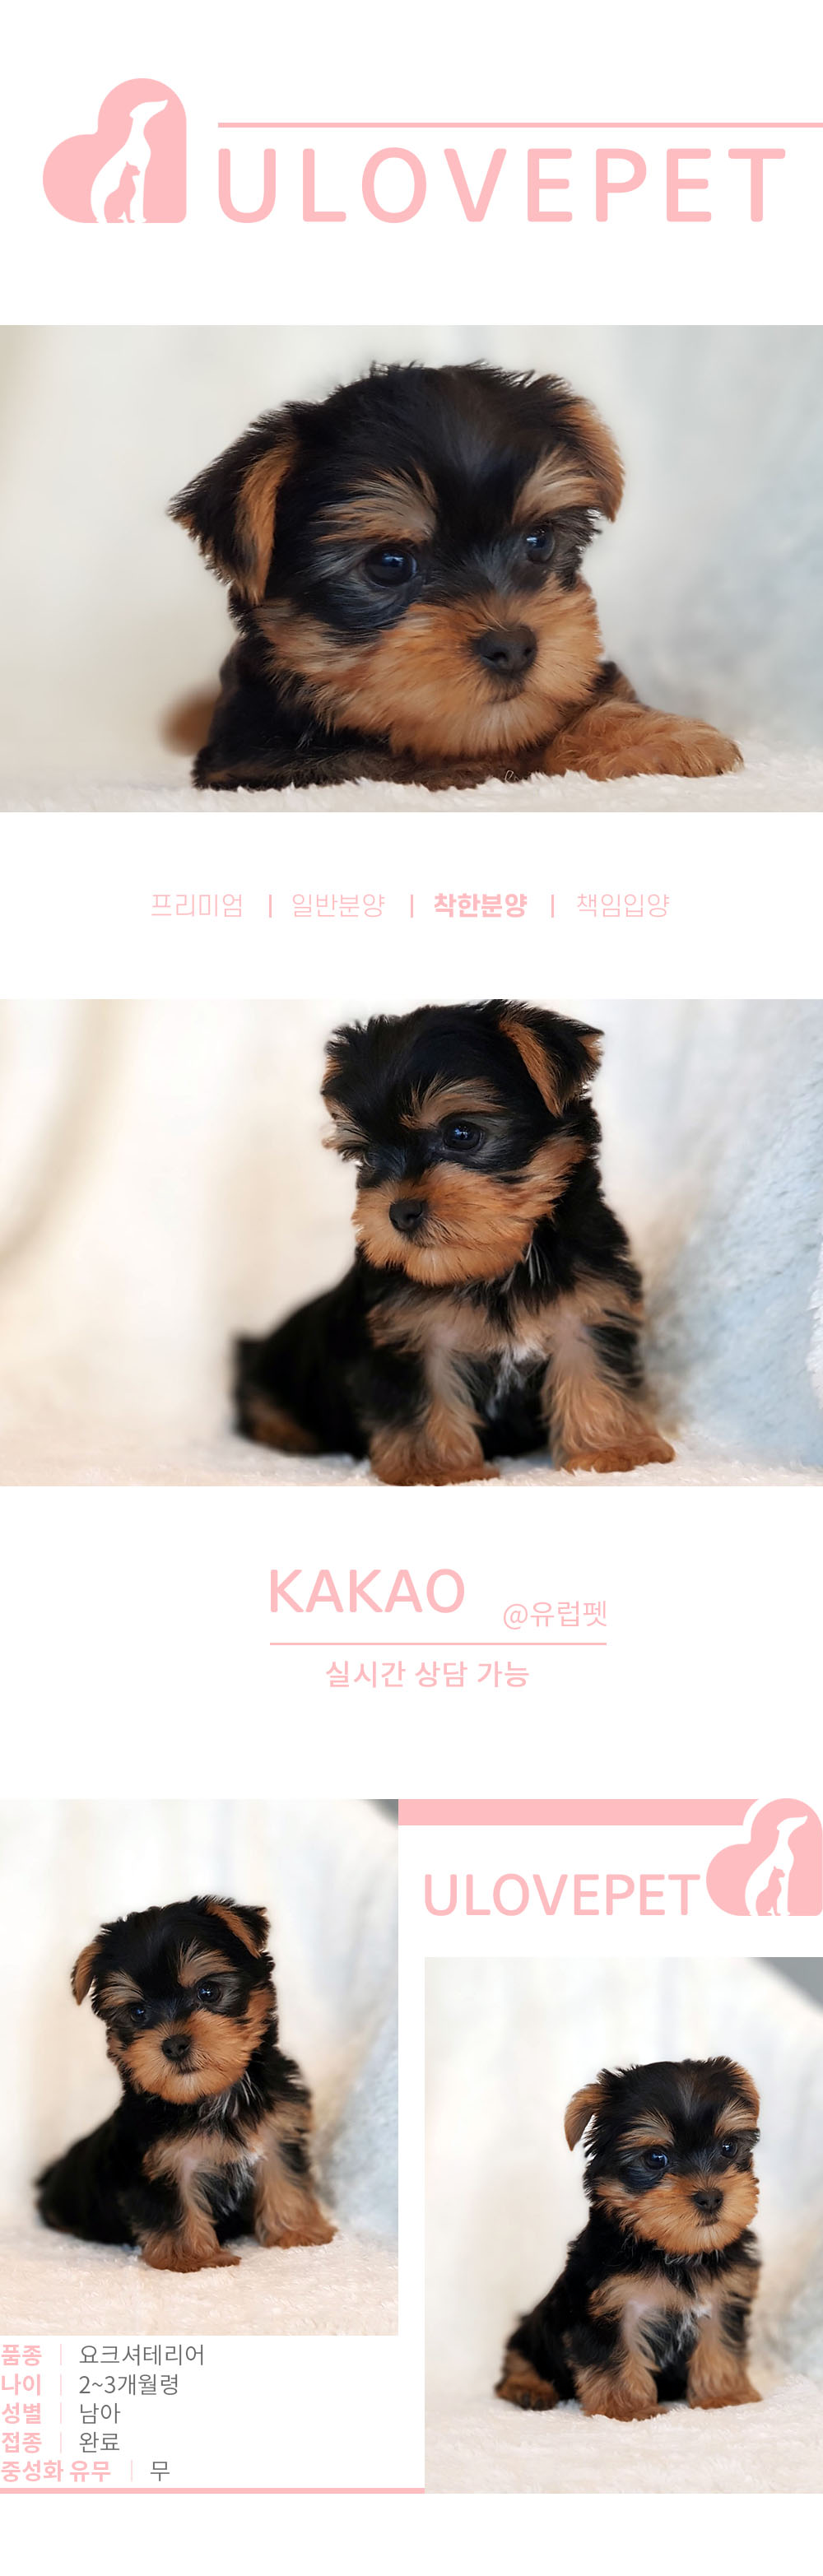 ULOVEPET
프리미엄 | 일반분양 | 착한분양 | 책임입양
KAKAO @유럽펫
실시간 상담 가능
ULOVEPET
품종 | 요크셔테리어
나이 | 2~3개월령
성별 | 남아
접종 | 완료
중성화 유무 | 무